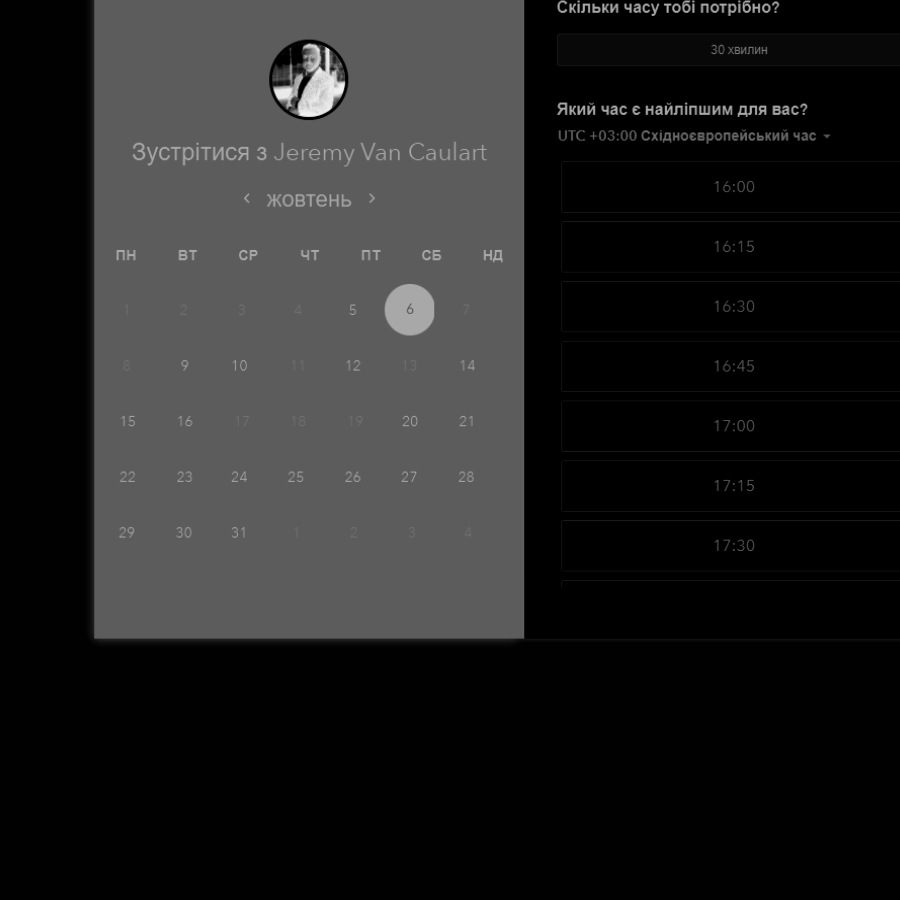 Зустрітися з Jeremy Van Caulart
жовтень
ПН ВТ СР ЧТ ПТ СБ НД
1 2 3 4 5 6 7
8 9 10 11 12 13 14
15 16 17 18 19 20 21
22 23 24 25 26 27 28
29 30 31 1 2 3 4
Скільки часу тобі потрібно?
30 хвилин
Який час є найліпшим для вас?
UTC +03:00 Східноєвропейський час
16:00
16:15
16:30
16:45
17:00
17:15
17:30